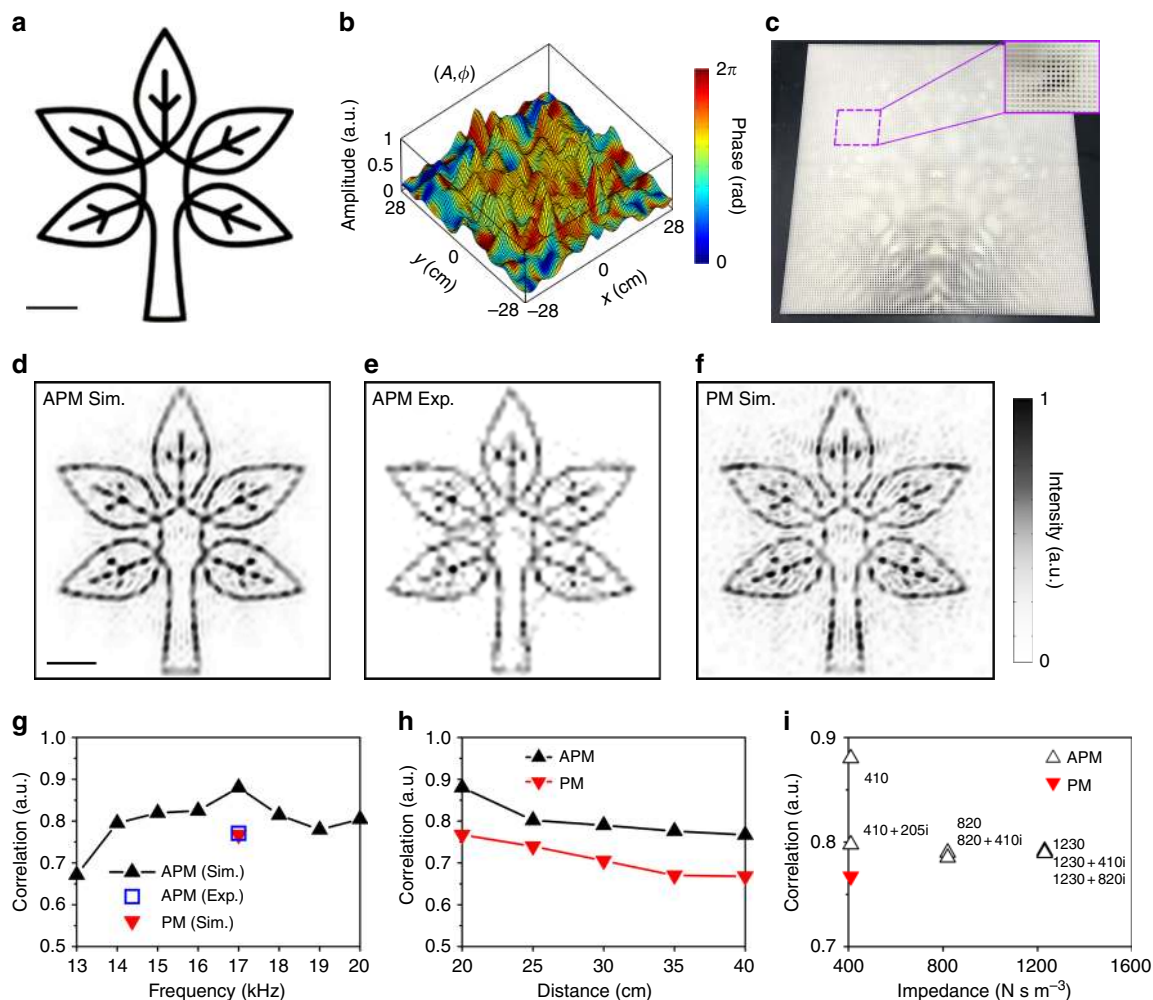 a
b
c
(A,ϕ)
Amplitude (a.u.)
1
0.5
0
28
0
−28
y (cm)
−28
0
28
x (cm)
2π
0
Phase (rad)
d
e
f
APM Sim.
APM Exp.
PM Sim.
1
0
Intensity (a.u.)
g
Correlation (a.u.)
1.0
0.9
0.8
0.7
0.6
0.5
APM (Sim.)
APM (Exp.)
PM (Sim.)
13 14 15 16 17 18 19 20
Frequency (kHz)
h
Correlation (a.u.)
1.0
0.9
0.8
0.7
0.6
0.5
APM
PM
20 25 30 35 40
Distance (cm)
i
Correlation (a.u.)
0.9
0.8
0.7
APM
PM
410
410+205i
820
820+410i
1230
1230+410i
1230+820i
400 800 1200 1600
Impedance (N s m⁻³)